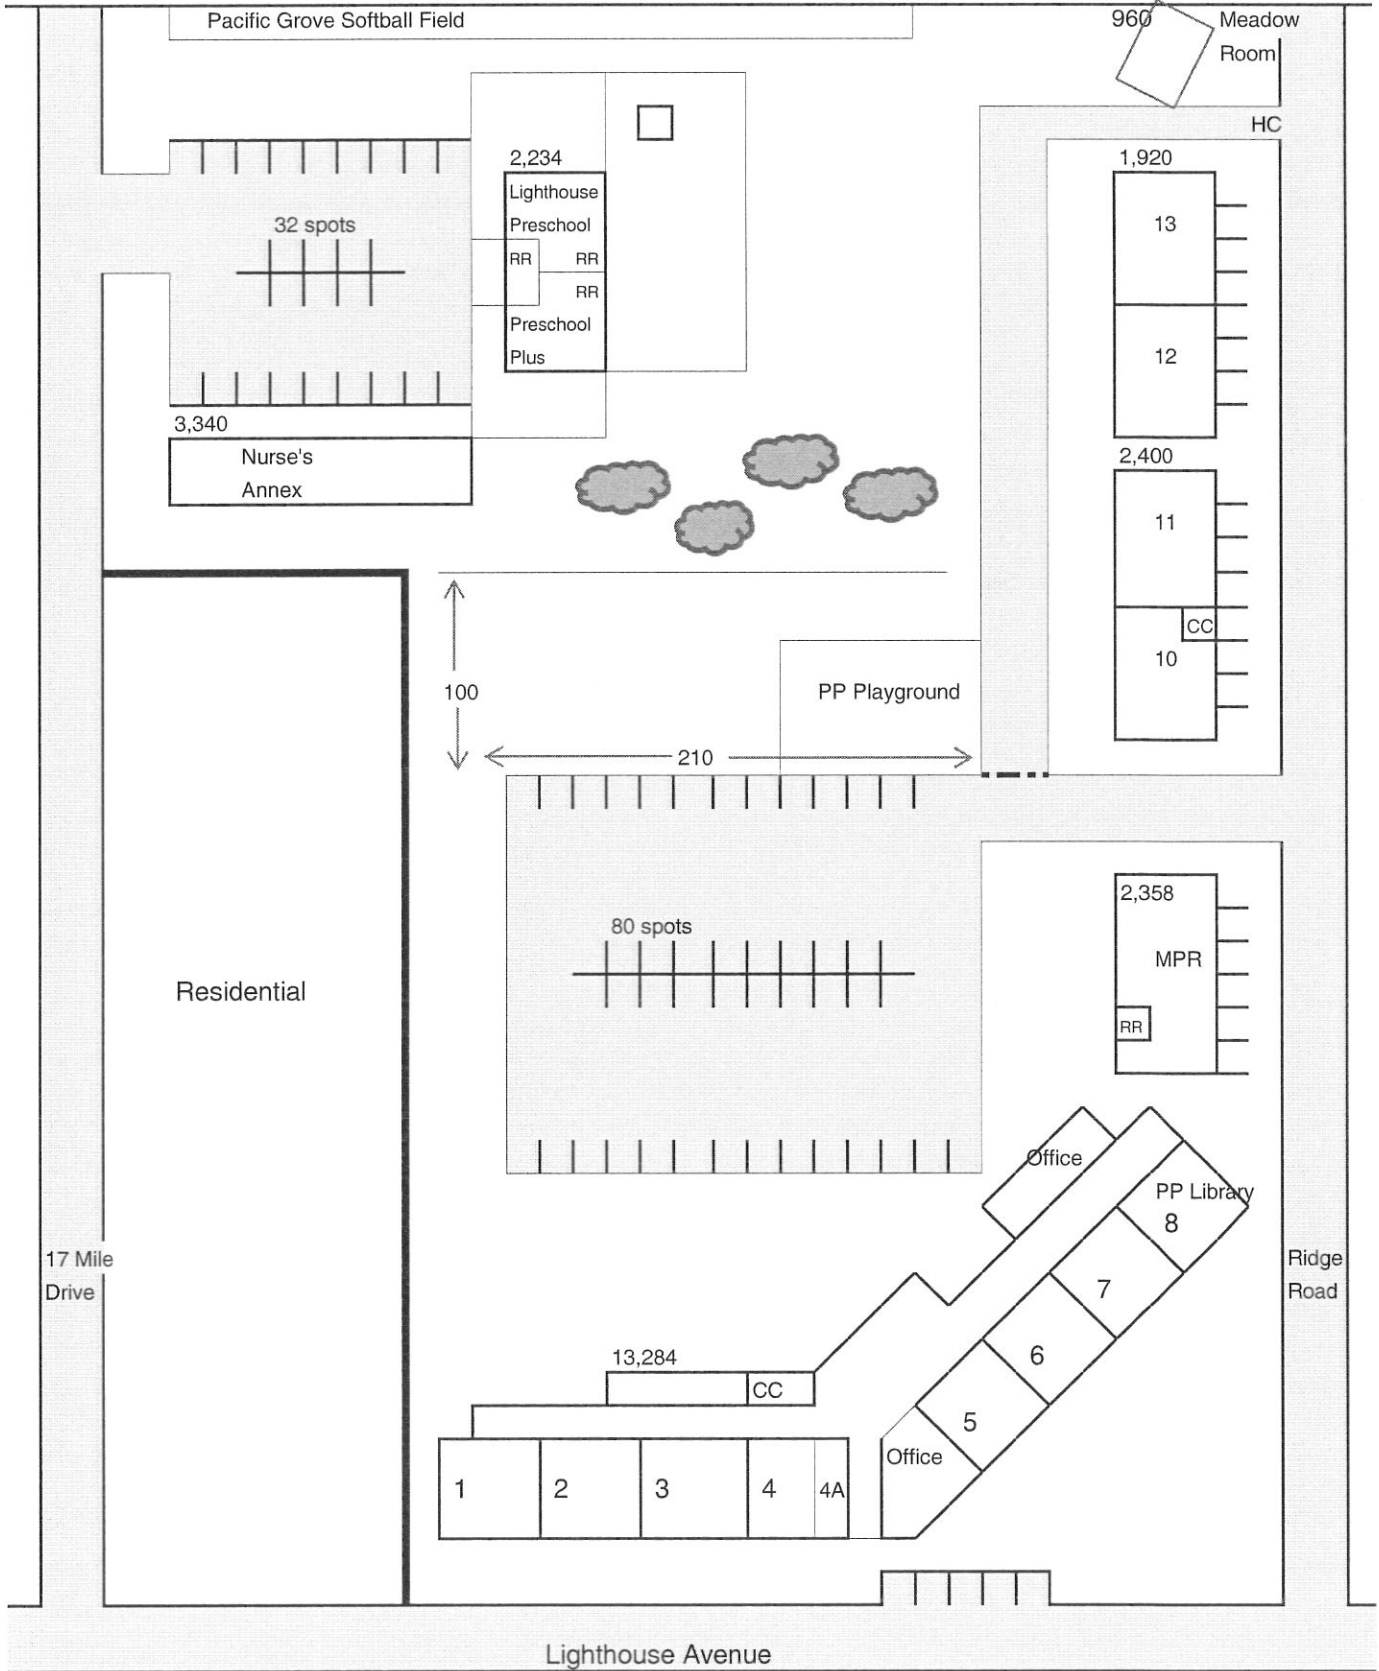 Pacific Grove Softball Field
960
Meadow
Room
HC
2,234
Lighthouse
Preschool
RR
RR
RR
Preschool
Plus
32 spots
1,920
13
12
3,340
Nurse's
Annex
2,400
11
CC
10
100
PP Playground
210
80 spots
2,358
MPR
RR
Residential
Office
PP Library
8
7
6
5
Office
17 Mile
Drive
Ridge
Road
13,284
CC
1
2
3
4
4A
Lighthouse Avenue